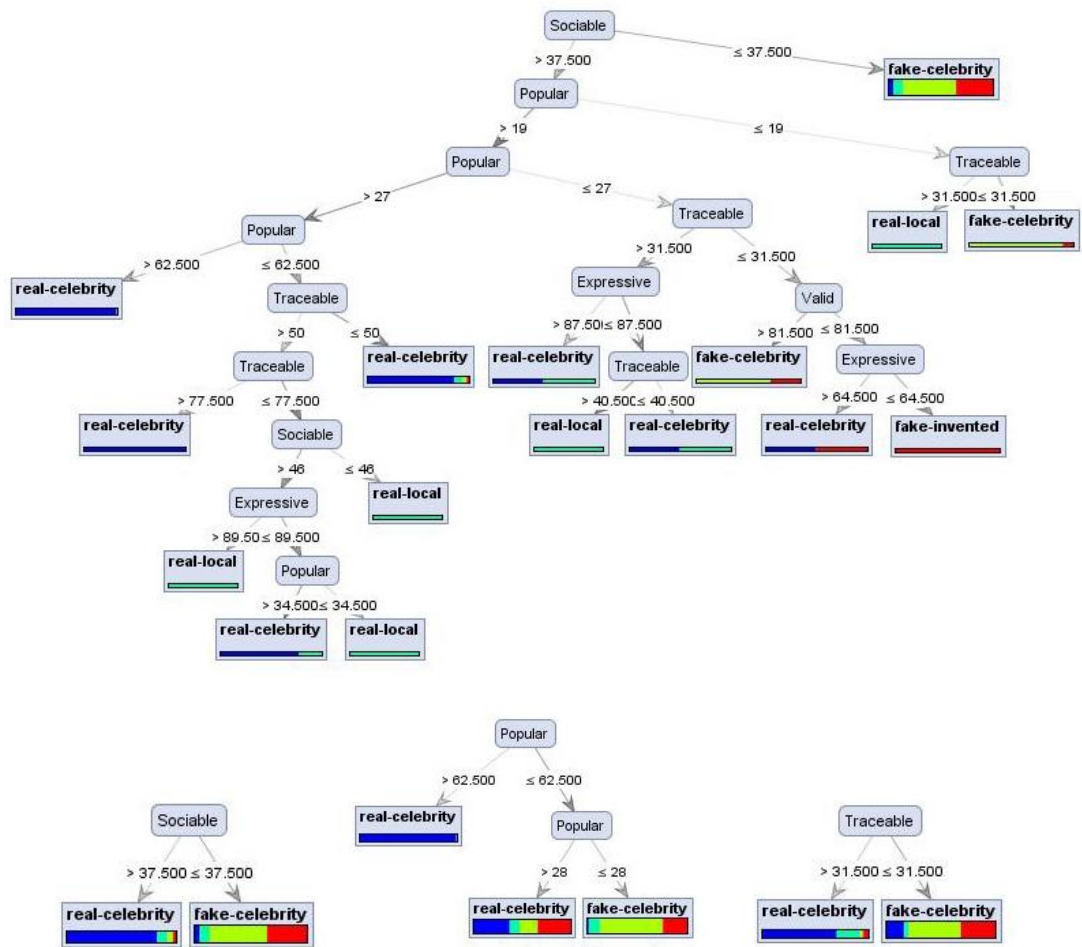 Sociable
> 37.500
≤ 37.500
Popular
fake-celebrity
> 19
≤ 19
Popular
Traceable
> 27
≤ 27
> 31.500 ≤ 31.500
Popular
Traceable
real-local
fake-celebrity
> 62.500
≤ 62.500
> 31.500
≤ 31.500
real-celebrity
Traceable
Expressive
Valid
> 50
≤ 50
> 87.50 ≤ 87.500
> 81.500
≤ 81.500
Traceable
real-celebrity
real-celebrity
Traceable
fake-celebrity
Expressive
> 77.500
≤ 77.500
> 40.500 ≤ 40.500
> 64.500
≤ 64.500
real-celebrity
Sociable
real-local
real-celebrity
real-celebrity
fake-invented
> 46
≤ 46
Expressive
real-local
> 89.50 ≤ 89.500
real-local
Popular
> 34.500 ≤ 34.500
real-celebrity
real-local
Popular
> 62.500
≤ 62.500
Sociable
real-celebrity
Popular
Traceable
> 37.500 ≤ 37.500
> 28
≤ 28
> 31.500 ≤ 31.500
real-celebrity
fake-celebrity
real-celebrity
fake-celebrity
real-celebrity
fake-celebrity